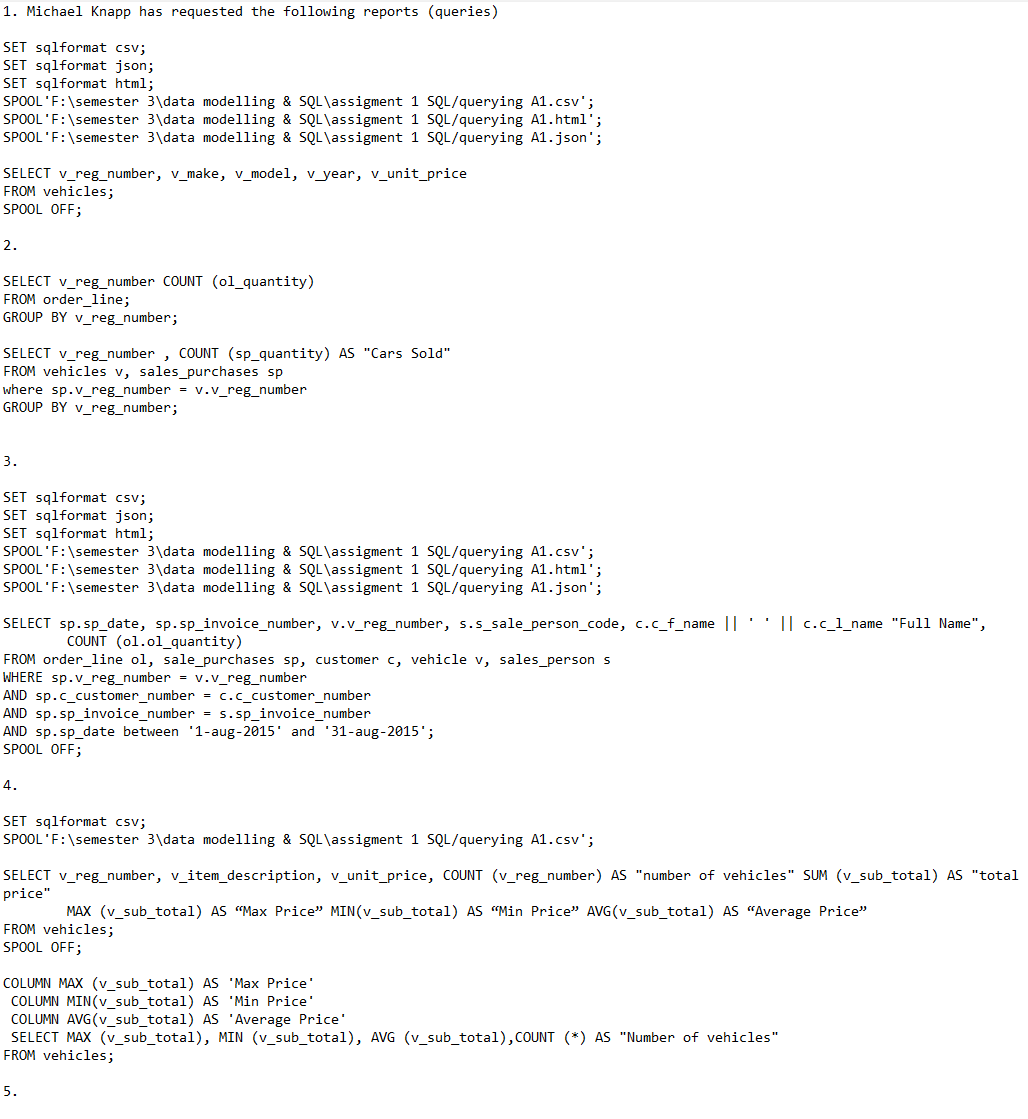 1. Michael Knapp has requested the following reports (queries)
SET sqlformat csv;
SET sqlformat json;
SET sqlformat html;
SPOOL'F:\semester 3\data modelling & SQL\assigment 1 SQL/querying A1.csv';
SPOOL'F:\semester 3\data modelling & SQL\assigment 1 SQL/querying A1.html';
SPOOL'F:\semester 3\data modelling & SQL\assigment 1 SQL/querying A1.json';
SELECT v_reg_number, v_make, v_model, v_year, v_unit_price
FROM vehicles;
SPOOL OFF;
2.
SELECT v_reg_number COUNT (ol_quantity)
FROM order_line;
GROUP BY v_reg_number;
SELECT v_reg_number , COUNT (sp_quantity) AS "Cars Sold"
FROM vehicles v, sales_purchases sp
where sp.v_reg_number = v.v_reg_number
GROUP BY v_reg_number;
3.
SET sqlformat csv;
SET sqlformat json;
SET sqlformat html;
SPOOL'F:\semester 3\data modelling & SQL\assigment 1 SQL/querying A1.csv';
SPOOL'F:\semester 3\data modelling & SQL\assigment 1 SQL/querying A1.html';
SPOOL'F:\semester 3\data modelling & SQL\assigment 1 SQL/querying A1.json';
SELECT sp.sp_date, sp.sp_invoice_number, v.v_reg_number, s.s_sale_person_code, c.c_f_name || ' ' || c.c_l_name "Full Name",
COUNT (ol.ol_quantity)
FROM order_line ol, sale_purchases sp, customer c, vehicle v, sales_person s
WHERE sp.v_reg_number = v.v_reg_number
AND sp.c_customer_number = c.c_customer_number
AND sp.sp_invoice_number = s.sp_invoice_number
AND sp.sp_date between '1-aug-2015' and '31-aug-2015';
SPOOL OFF;
4.
SET sqlformat csv;
SPOOL'F:\semester 3\data modelling & SQL\assigment 1 SQL/querying A1.csv';
SELECT v_reg_number, v_item_description, v_unit_price, COUNT (v_reg_number) AS "number of vehicles" SUM (v_sub_total) AS "total
price"
MAX (v_sub_total) AS “Max Price” MIN(v_sub_total) AS “Min Price” AVG(v_sub_total) AS “Average Price”
FROM vehicles;
SPOOL OFF;
COLUMN MAX (v_sub_total) AS 'Max Price'
COLUMN MIN(v_sub_total) AS 'Min Price'
COLUMN AVG(v_sub_total) AS 'Average Price'
SELECT MAX (v_sub_total), MIN (v_sub_total), AVG (v_sub_total),COUNT (*) AS "Number of vehicles"
FROM vehicles;
5.